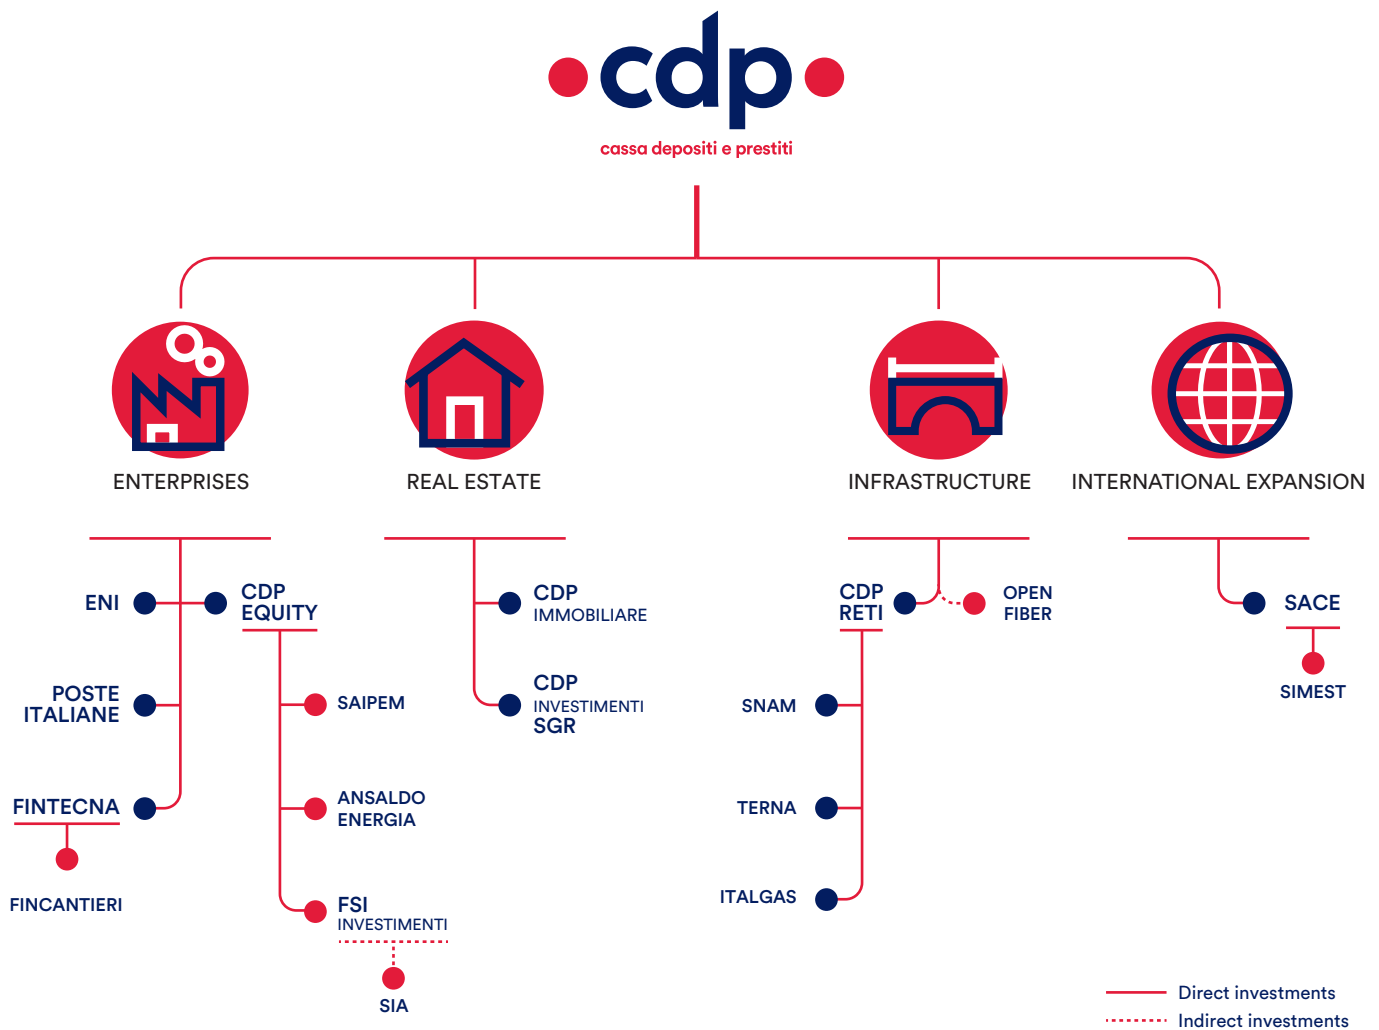 cdp
cassa depositi e prestiti
ENTERPRISES
REAL ESTATE
INFRASTRUCTURE
INTERNATIONAL EXPANSION
ENI
CDP
EQUITY
POSTE
ITALIANE
SAIPEM
FINTECNA
ANSALDO
ENERGIA
FINCANTIERI
FSI
INVESTIMENTI
SIA
CDP
IMMOBILIARE
CDP
INVESTIMENTI
SGR
CDP
RETI
OPEN
FIBER
SNAM
TERNA
ITALGAS
SACE
SIMEST
Direct investments
Indirect investments